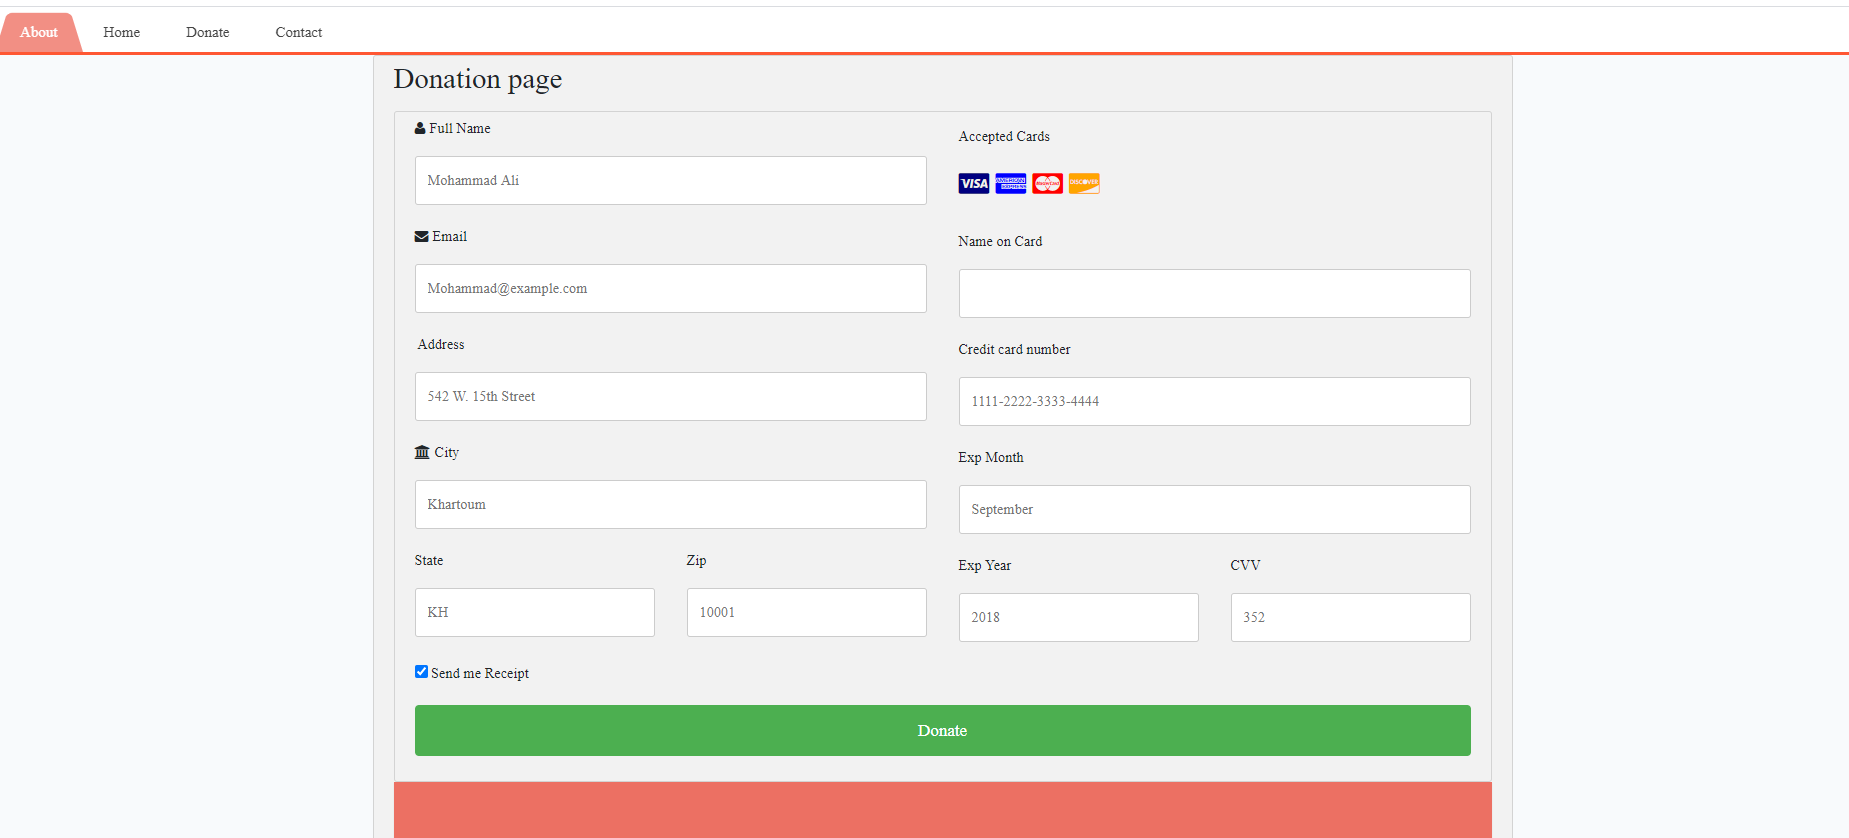 About Home Donate Contact
Donation page
Full Name
Mohammad Ali
Email
Mohammad@example.com
Address
542 W. 15th Street
City
Khartoum
State Zip
KH 10001
Accepted Cards
VISA AMERICAN EXPRESS MasterCard DISCOVER
Name on Card
Credit card number
1111-2222-3333-4444
Exp Month
September
Exp Year CVV
2018 352
Send me Receipt
Donate